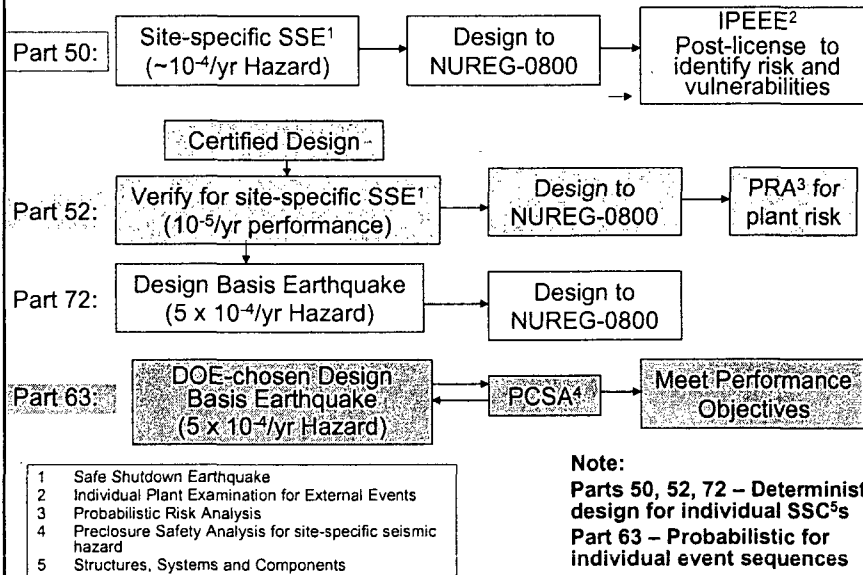 Part 50:
Site-specific SSE¹
(~10⁻⁴/yr Hazard)
Design to
NUREG-0800
IPEEE²
Post-license to
identify risk and
vulnerabilities
Certified Design
Part 52:
Verify for site-specific SSE¹
(10⁻⁵/yr performance)
Design to
NUREG-0800
PRA³ for
plant risk
Part 72:
Design Basis Earthquake
(5 x 10⁻⁴/yr Hazard)
Design to
NUREG-0800
Part 63:
DOE-chosen Design
Basis Earthquake
(5 x 10⁻⁴/yr Hazard)
PCSA⁴
Meet Performance
Objectives
1 Safe Shutdown Earthquake
2 Individual Plant Examination for External Events
3 Probabilistic Risk Analysis
4 Preclosure Safety Analysis for site-specific seismic
hazard
5 Structures, Systems and Components
Note:
Parts 50, 52, 72 – Determinist
design for individual SSC⁵s
Part 63 – Probabilistic for
individual event sequences